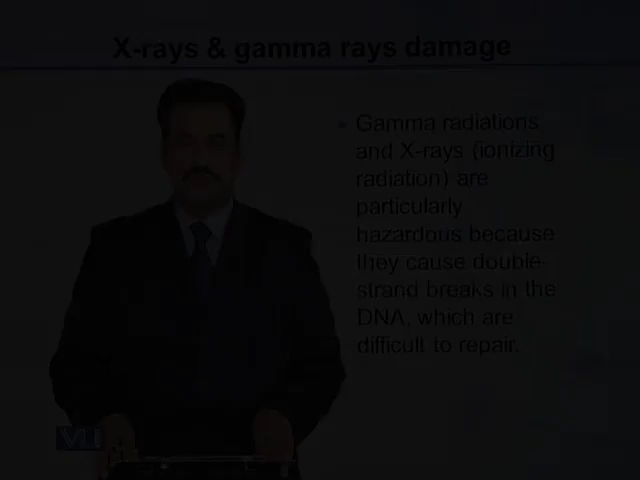 X-rays & gamma rays damage
Gamma radiations
and X-rays (ionizing
radiation) are
particularly
hazardous because
they cause double-
strand breaks in the
DNA, which are
difficult to repair.
VU